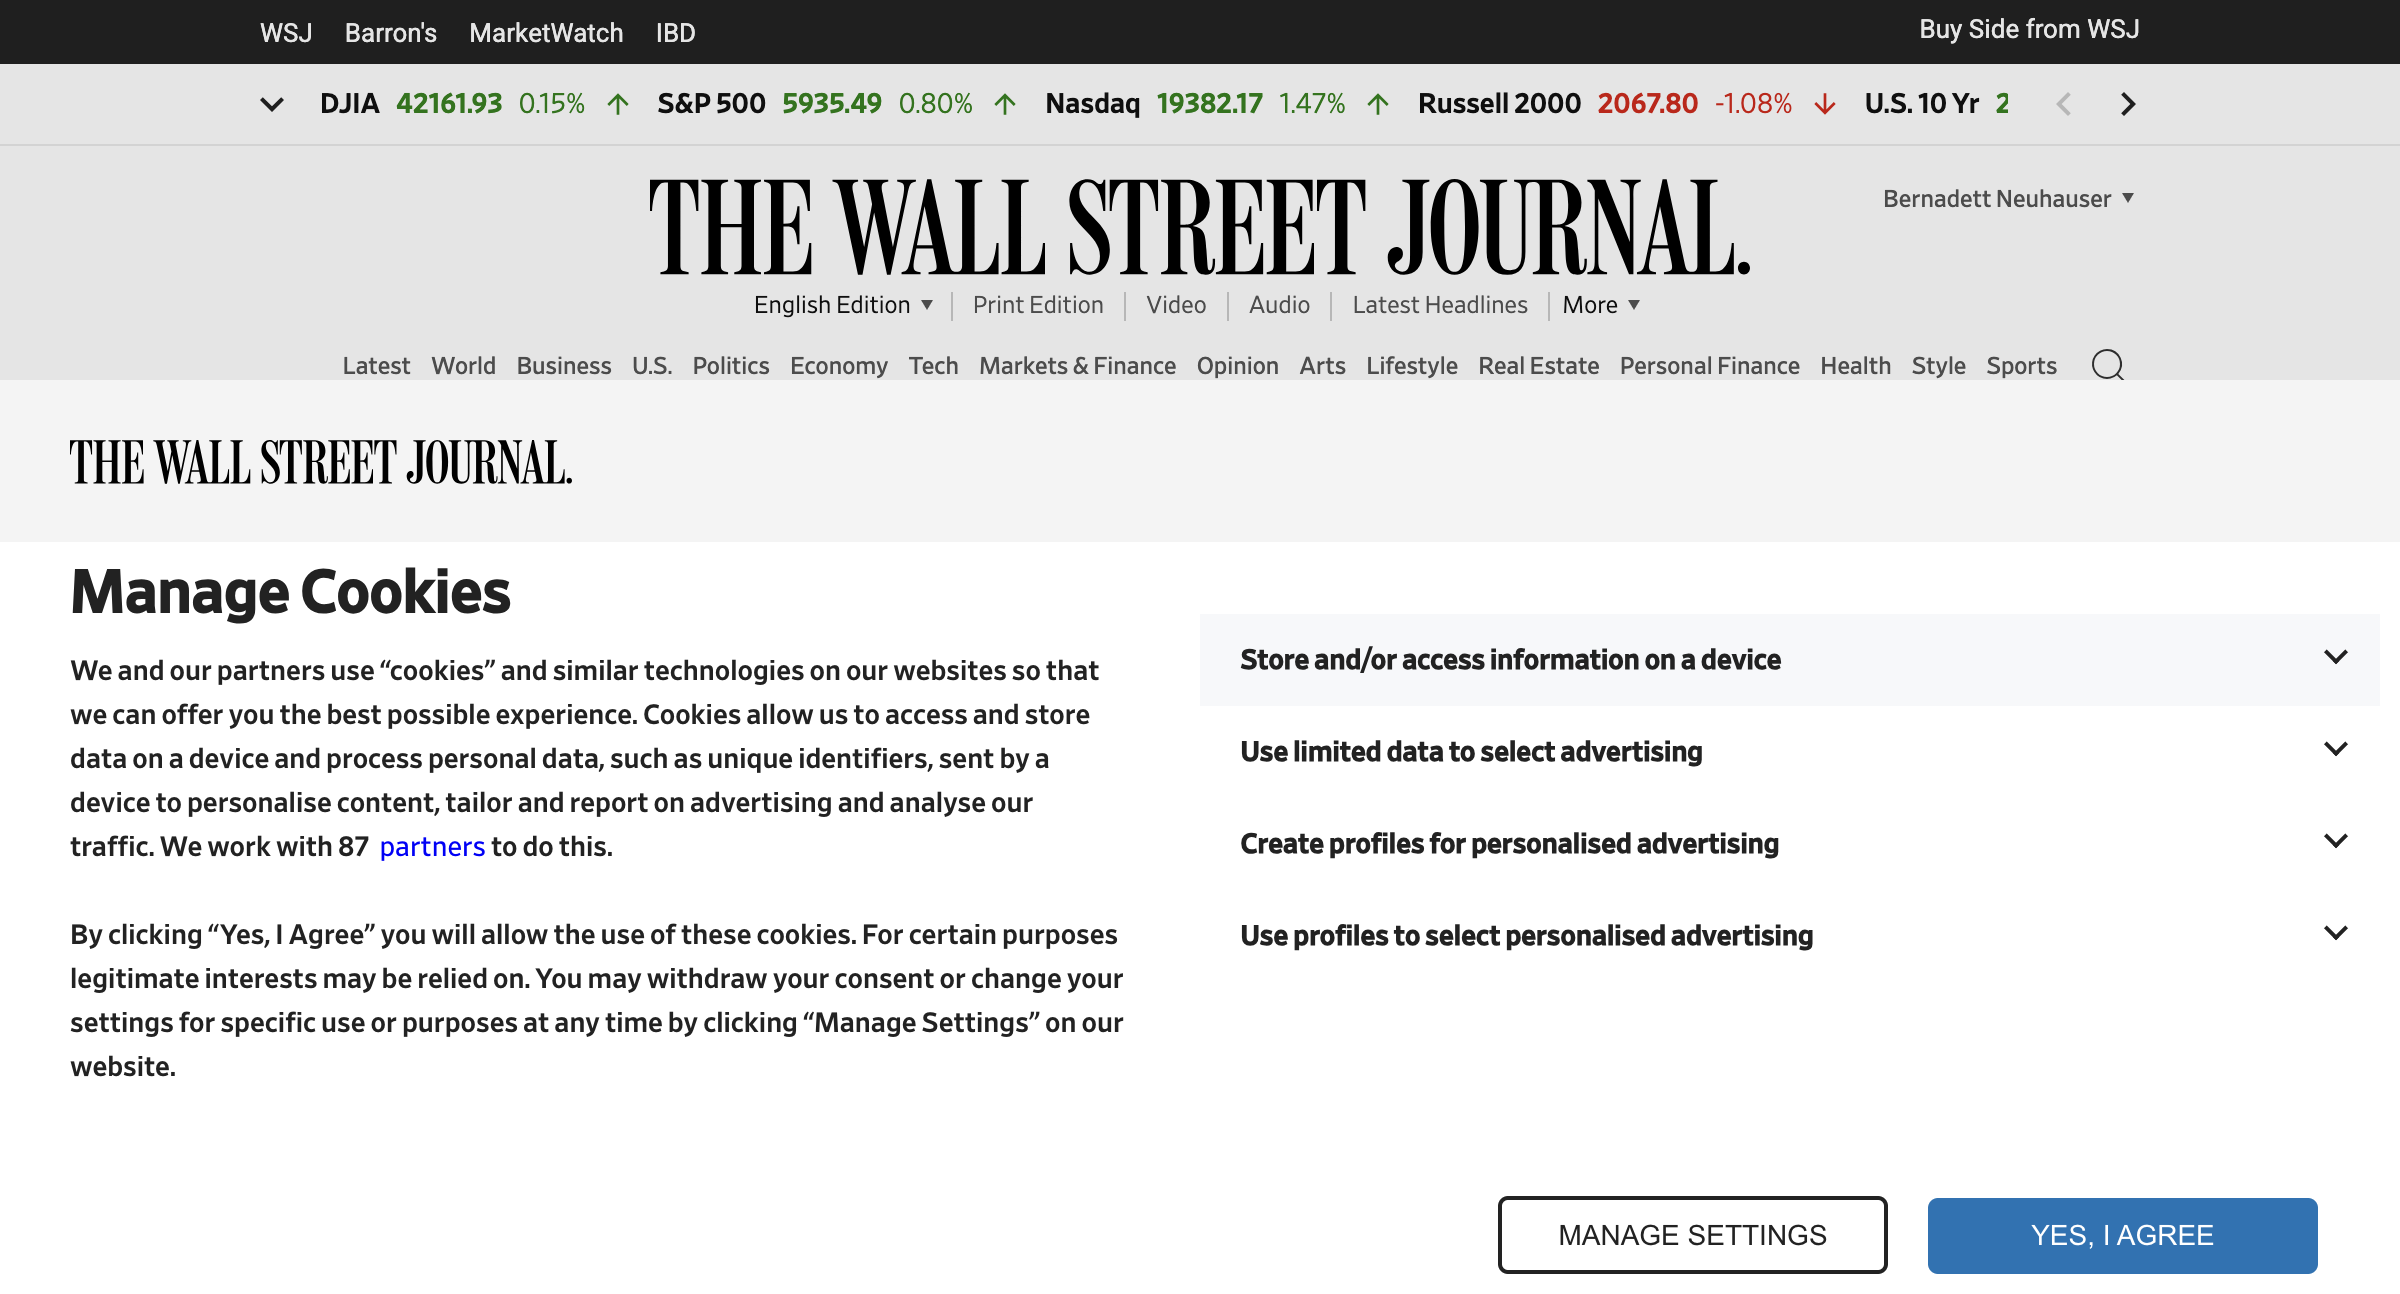 WSJ Barron's MarketWatch IBD Buy Side from WSJ
DJIA 42161.93 0.15% S&P 500 5935.49 0.80% Nasdaq 19382.17 1.47% Russell 2000 2067.80 -1.08% U.S. 10 Yr 2
THE WALL STREET JOURNAL.
Bernadett Neuhauser
English Edition Print Edition Video Audio Latest Headlines More
Latest World Business U.S. Politics Economy Tech Markets & Finance Opinion Arts Lifestyle Real Estate Personal Finance Health Style Sports
THE WALL STREET JOURNAL.
Manage Cookies
We and our partners use “cookies” and similar technologies on our websites so that
we can offer you the best possible experience. Cookies allow us to access and store
data on a device and process personal data, such as unique identifiers, sent by a
device to personalise content, tailor and report on advertising and analyse our
traffic. We work with 87 partners to do this.
By clicking “Yes, I Agree” you will allow the use of these cookies. For certain purposes
legitimate interests may be relied on. You may withdraw your consent or change your
settings for specific use or purposes at any time by clicking “Manage Settings” on our
website.
Store and/or access information on a device
Use limited data to select advertising
Create profiles for personalised advertising
Use profiles to select personalised advertising
MANAGE SETTINGS
YES, I AGREE